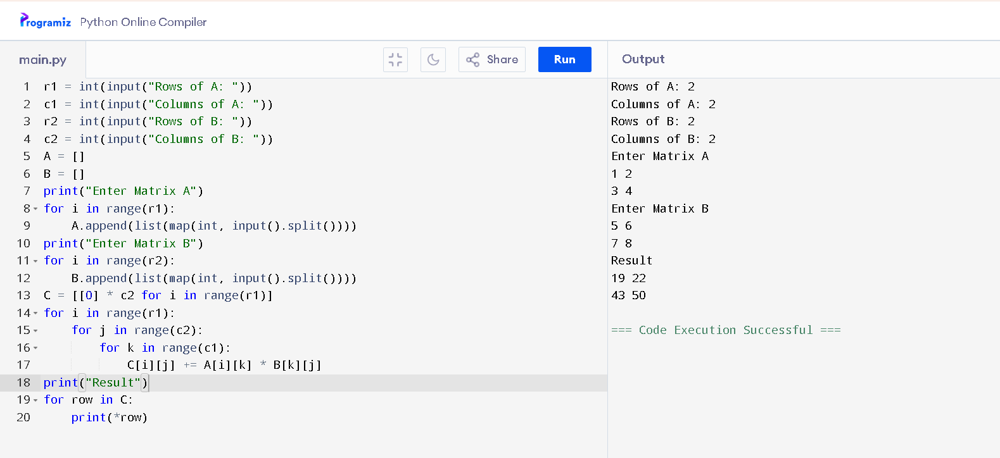 Programiz Python Online Compiler
main.py
Share
Run
Output
1 r1 = int(input("Rows of A: "))
2 c1 = int(input("Columns of A: "))
3 r2 = int(input("Rows of B: "))
4 c2 = int(input("Columns of B: "))
5 A = []
6 B = []
7 print("Enter Matrix A")
8 for i in range(r1):
9     A.append(list(map(int, input().split())))
10 print("Enter Matrix B")
11 for i in range(r2):
12     B.append(list(map(int, input().split())))
13 C = [[0] * c2 for i in range(r1)]
14 for i in range(r1):
15     for j in range(c2):
16         for k in range(c1):
17             C[i][j] += A[i][k] * B[k][j]
18 print("Result")
19 for row in C:
20     print(*row)
Rows of A: 2
Columns of A: 2
Rows of B: 2
Columns of B: 2
Enter Matrix A
1 2
3 4
Enter Matrix B
5 6
7 8
Result
19 22
43 50
=== Code Execution Successful ===